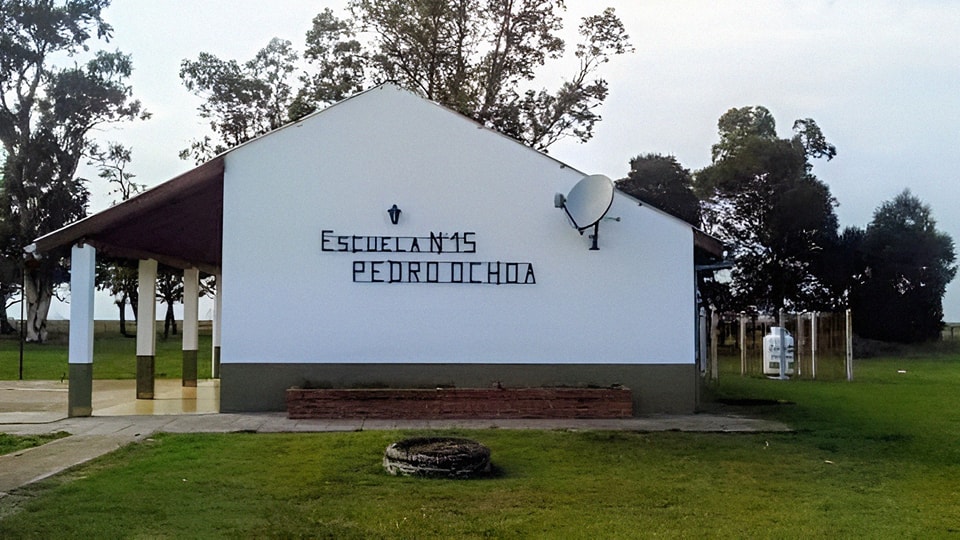 ESCUELA Nº15
PEDRO OCHOA